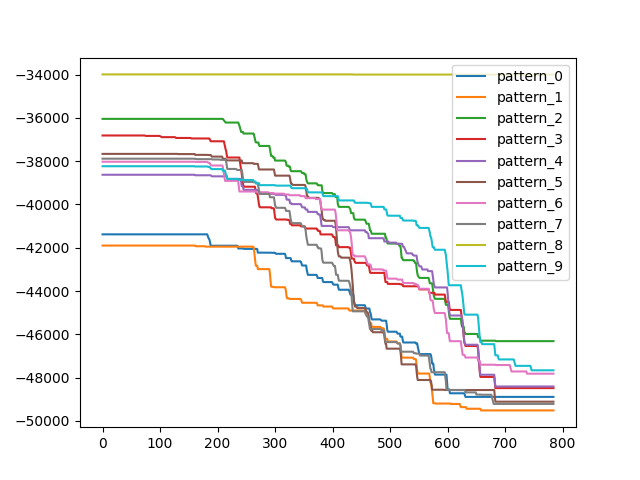 −34000
−36000
−38000
−40000
−42000
−44000
−46000
−48000
−50000
0 100 200 300 400 500 600 700 800
pattern_0
pattern_1
pattern_2
pattern_3
pattern_4
pattern_5
pattern_6
pattern_7
pattern_8
pattern_9